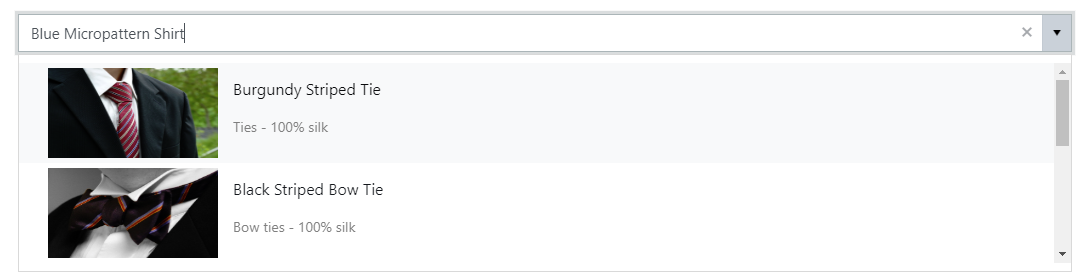 Blue Micropattern Shirt
Burgundy Striped Tie
Ties - 100% silk
Black Striped Bow Tie
Bow ties - 100% silk